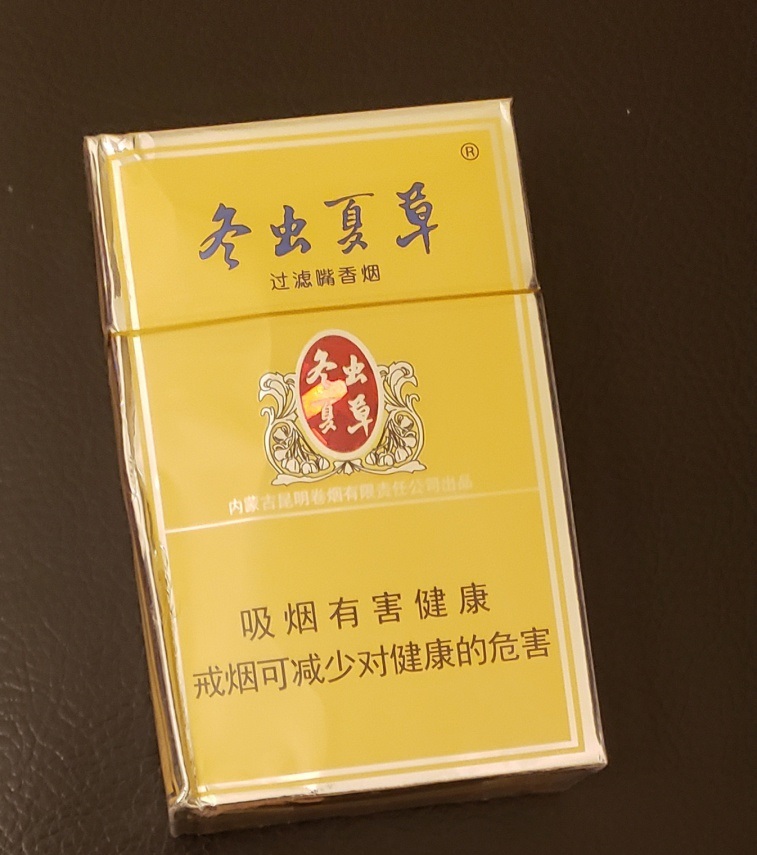 ®
冬虫夏草
过滤嘴香烟
冬虫
夏草
内蒙古昆明卷烟有限责任公司出品
吸烟有害健康
戒烟可减少对健康的危害